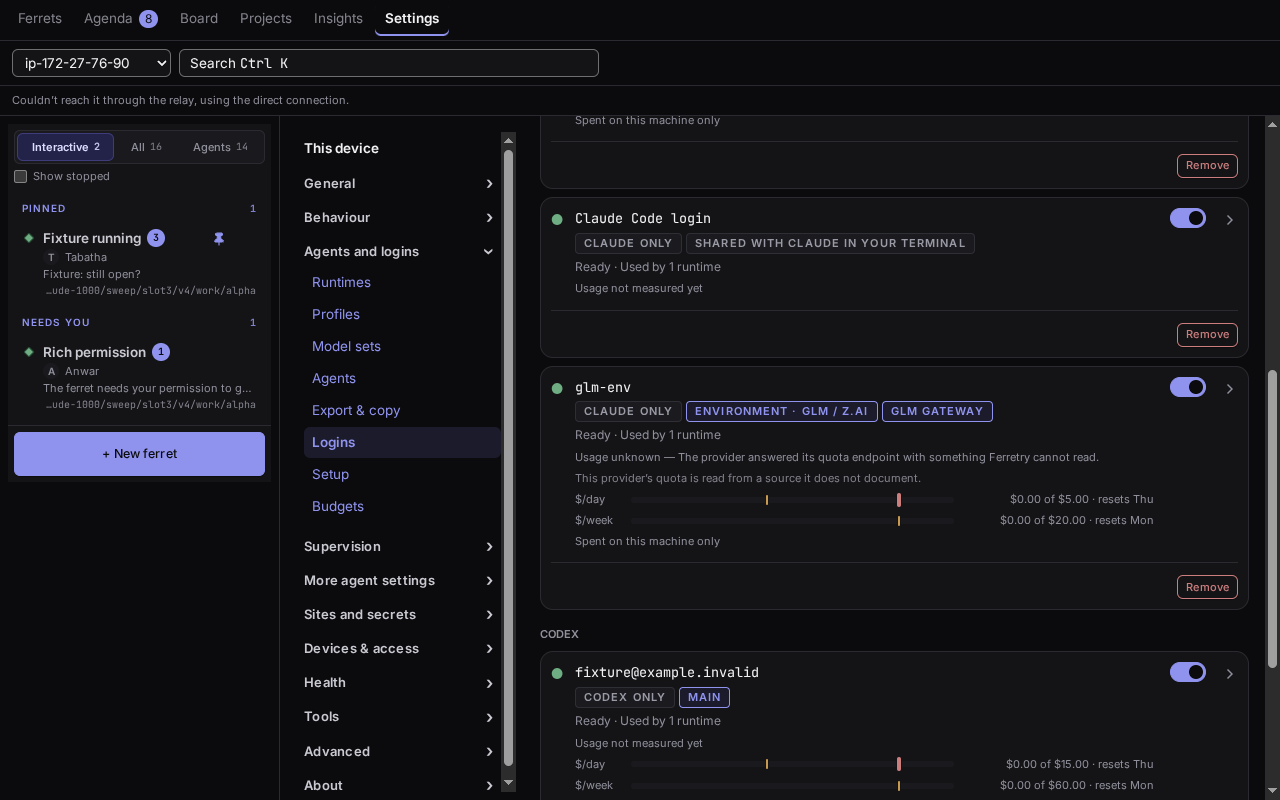 Ferrets Agenda 8 Board Projects Insights Settings
ip-172-27-76-90 Search Ctrl K
Couldn't reach it through the relay, using the direct connection.
Interactive 2 All 16 Agents 14
Show stopped
PINNED 1
Fixture running 3
T Tabatha
Fixture: still open?
…ude-1000/sweep/slot3/v4/work/alpha
NEEDS YOU 1
Rich permission 1
A Anwar
The ferret needs your permission to g…
…ude-1000/sweep/slot3/v4/work/alpha
+ New ferret
This device
General
Behaviour
Agents and logins
Runtimes
Profiles
Model sets
Agents
Export & copy
Logins
Setup
Budgets
Supervision
More agent settings
Sites and secrets
Devices & access
Health
Tools
Advanced
About
Spent on this machine only
Remove
Claude Code login
CLAUDE ONLY SHARED WITH CLAUDE IN YOUR TERMINAL
Ready · Used by 1 runtime
Usage not measured yet
Remove
glm-env
CLAUDE ONLY ENVIRONMENT · GLM / Z.AI GLM GATEWAY
Ready · Used by 1 runtime
Usage unknown — The provider answered its quota endpoint with something Ferretry cannot read.
This provider's quota is read from a source it does not document.
$/day $0.00 of $5.00 · resets Thu
$/week $0.00 of $20.00 · resets Mon
Spent on this machine only
Remove
CODEX
fixture@example.invalid
CODEX ONLY MAIN
Ready · Used by 1 runtime
Usage not measured yet
$/day $0.00 of $15.00 · resets Thu
$/week $0.00 of $60.00 · resets Mon